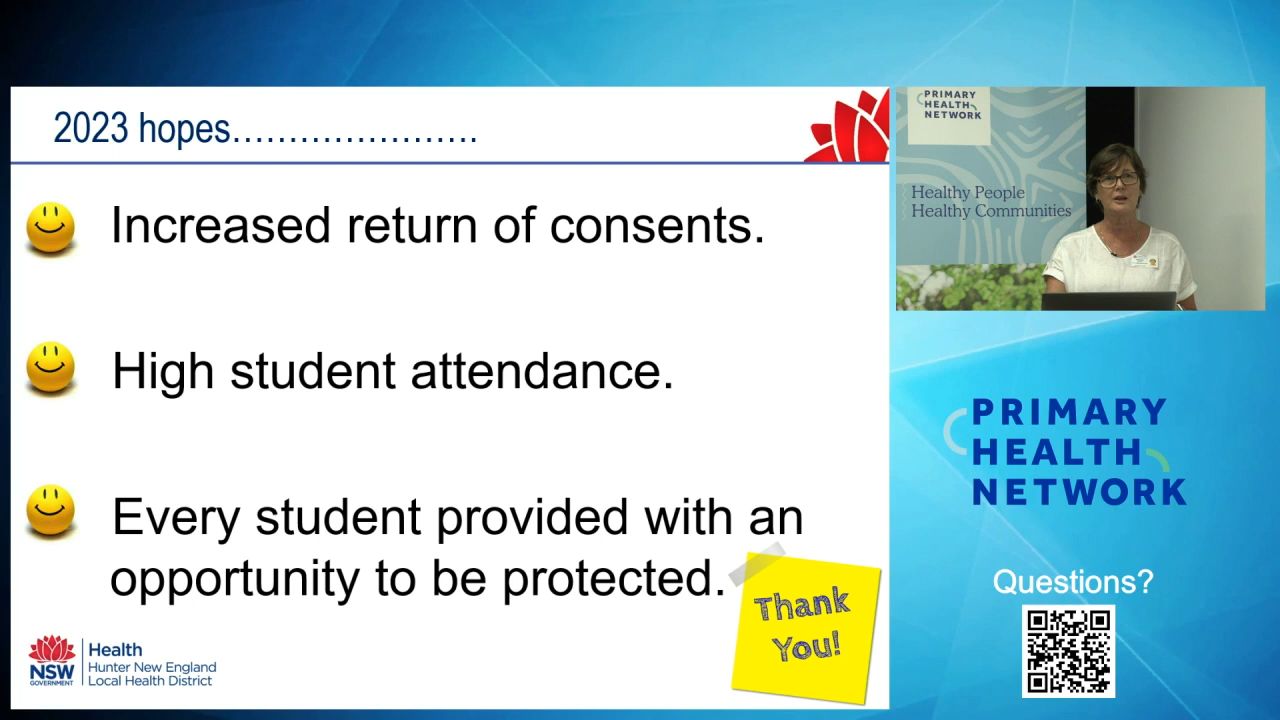 2023 hopes......................
Increased return of consents.
High student attendance.
Every student provided with an
opportunity to be protected.
Thank
You!
NSW
GOVERNMENT
Health
Hunter New England
Local Health District
PRIMARY
HEALTH
NETWORK
Healthy People
Healthy Communities
PRIMARY
HEALTH
NETWORK
Questions?